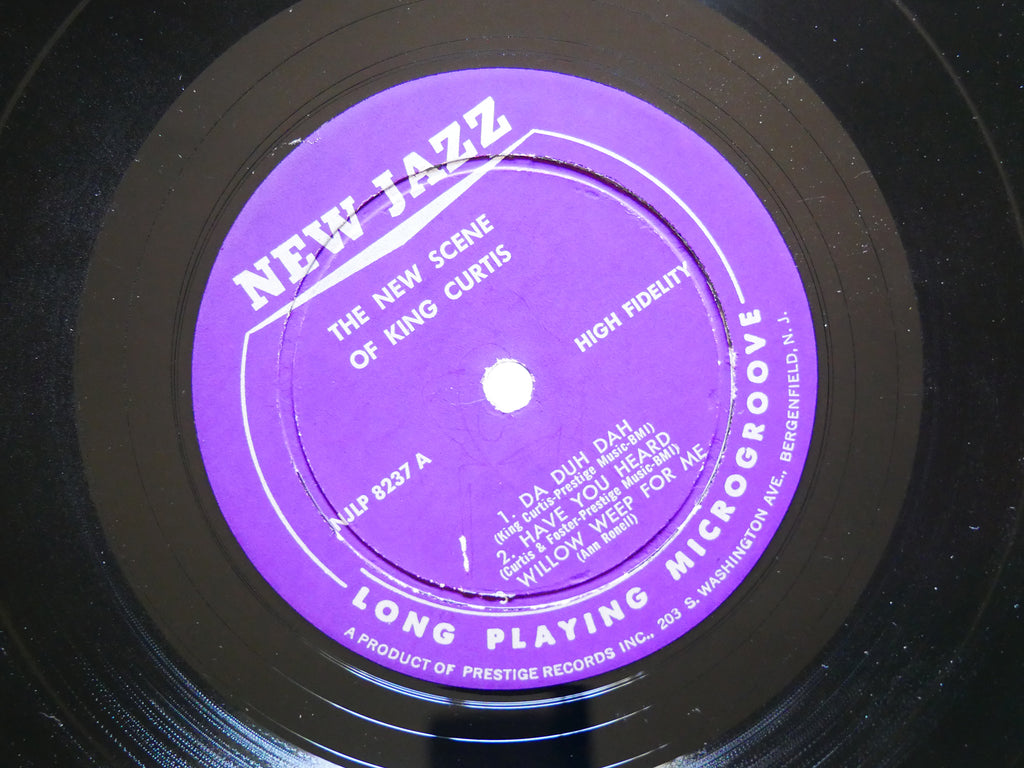 NEW JAZZ
THE NEW SCENE
OF KING CURTIS
HIGH FIDELITY
NJLP 8237 A
1. DA DUH DAH
(King Curtis-Prestige Music-BMI)
2. HAVE YOU HEARD
(Curtis & Foster-Prestige Music-BMI)
WILLOW WEEP FOR ME
(Ann Ronell)
LONG PLAYING MICROGROOVE
A PRODUCT OF PRESTIGE RECORDS INC., 203 S. WASHINGTON AVE., BERGENFIELD, N. J.